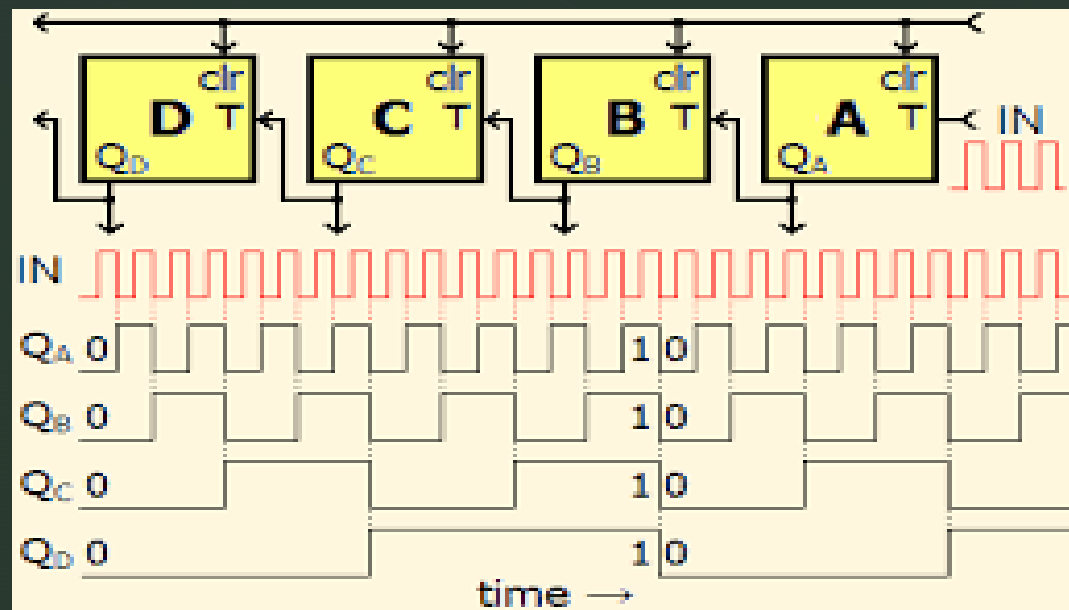 clr clr clr clr
D T C T B T A T IN
QD QC QB QA
IN
QA 0 1 0
QB 0 1 0
QC 0 1 0
QD 0 1 0
time →